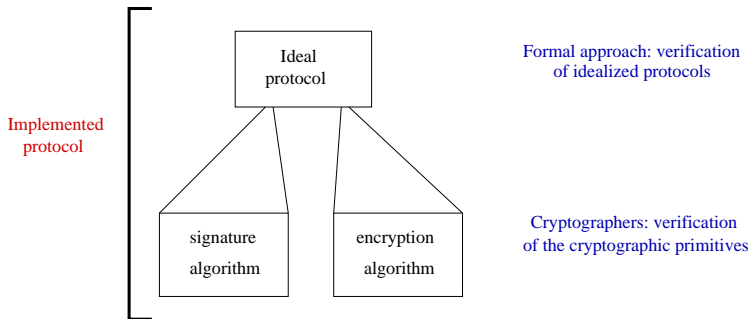 Ideal
protocol
Formal approach: verification
of idealized protocols
Implemented
protocol
signature
algorithm
encryption
algorithm
Cryptographers: verification
of the cryptographic primitives